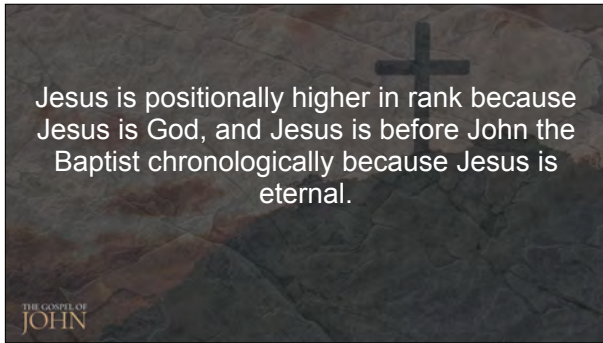 Jesus is positionally higher in rank because
Jesus is God, and Jesus is before John the
Baptist chronologically because Jesus is
eternal.
THE GOSPEL OF
JOHN